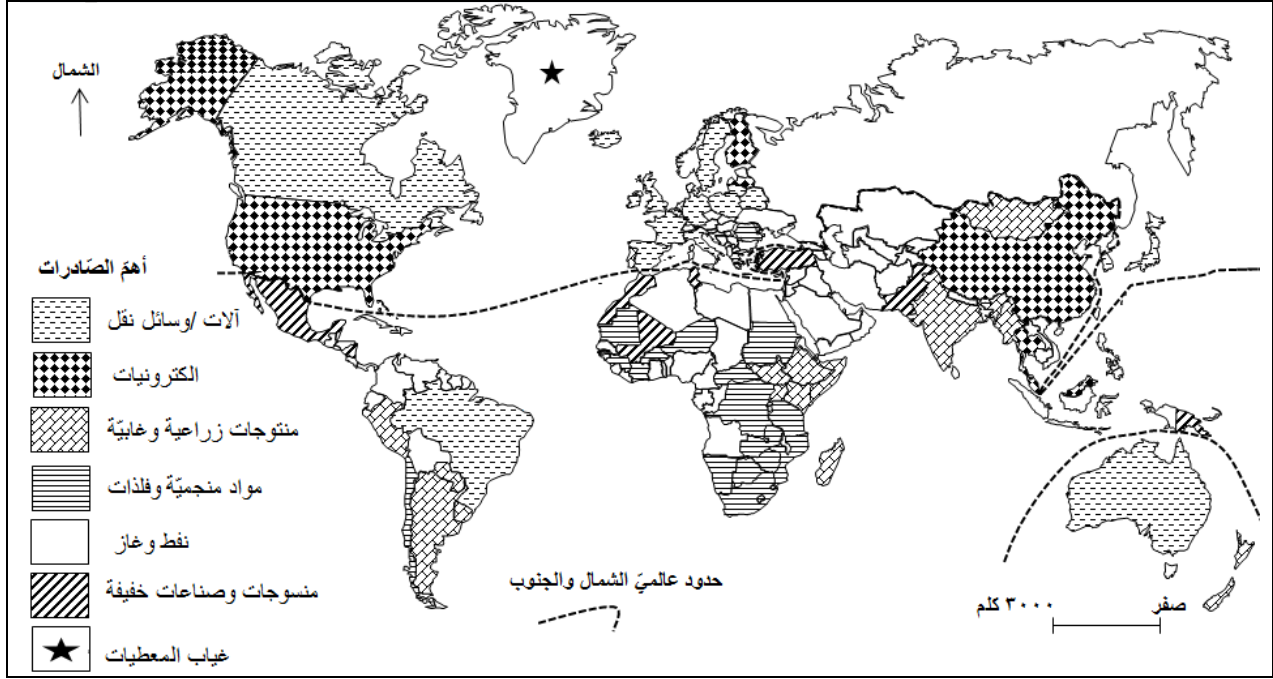 الشمال
أهمّ الصّادرات
آلات /وسائل نقل
الكترونيات
منتوجات زراعية وغابيّة
مواد منجميّة وفلذات
نفط وغاز
منسوجات وصناعات خفيفة
غياب المعطيات
حدود عالميّ الشمال والجنوب
صفر ٣٠٠٠ كلم